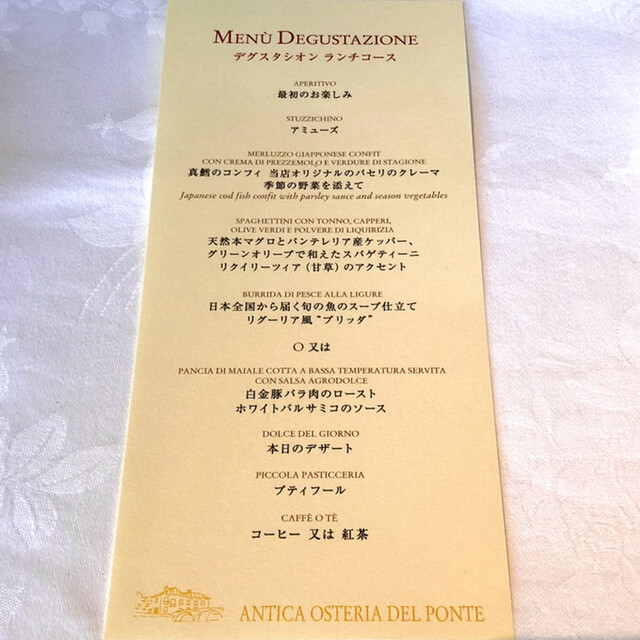 MENÙ DEGUSTAZIONE
デグスタシオン ランチコース
APERITIVO
最初のお楽しみ
STUZZICHINO
アミューズ
MERLUZZO GIAPPONESE CONFIT
CON CREMA DI PREZZEMOLO E VERDURE DI STAGIONE
真鱈のコンフィ 当店オリジナルのパセリのクレーマ
季節の野菜を添えて
Japanese cod fish confit with parsley sauce and season vegetables
SPAGHETTINI CON TONNO, CAPPERI,
OLIVE VERDI E POLVERE DI LIQUIRIZIA
天然本マグロとパンテレリア産ケッパー、
グリーンオリーブで和えたスパゲティーニ
リクイリーツィア(甘草)のアクセント
BURRIDA DI PESCE ALLA LIGURE
日本全国から届く旬の魚のスープ仕立て
リグーリア風“ブリッダ”
O 又は
PANCIA DI MAIALE COTTA A BASSA TEMPERATURA SERVITA
CON SALSA AGRODOLCE
白金豚バラ肉のロースト
ホワイトバルサミコのソース
DOLCE DEL GIORNO
本日のデザート
PICCOLA PASTICCERIA
プティフール
CAFFÈ O TÈ
コーヒー 又は 紅茶
ANTICA OSTERIA DEL PONTE